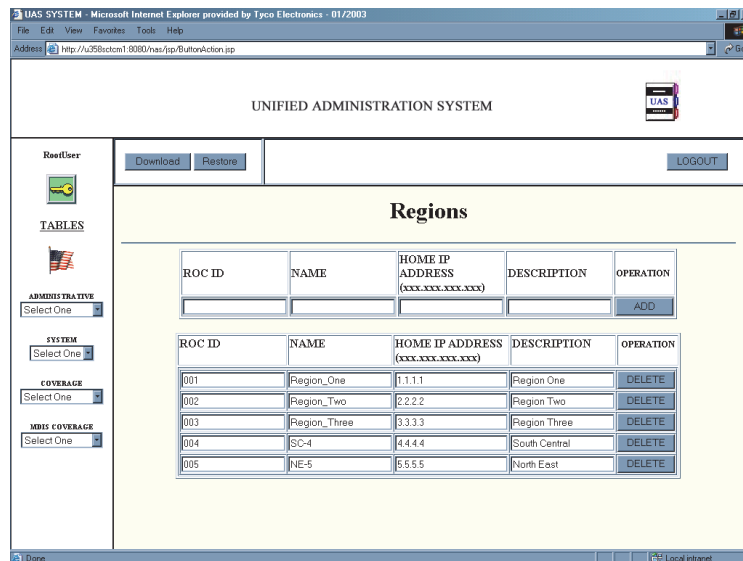 UAS SYSTEM - Microsoft Internet Explorer provided by Tyco Electronics - 01/2003
File Edit View Favorites Tools Help
Address http://u358sctcm1:8080/nas/jsp/ButtonAction.jsp
UNIFIED ADMINISTRATION SYSTEM
UAS
RootUser
Download Restore LOGOUT
TABLES
Regions
ROC ID NAME HOME IP ADDRESS (xxx.xxx.xxx.xxx) DESCRIPTION OPERATION
ADD
ADMINISTRATIVE
Select One
SYSTEM
Select One
COVERAGE
Select One
MDIS COVERAGE
Select One
ROC ID NAME HOME IP ADDRESS (xxx.xxx.xxx.xxx) DESCRIPTION OPERATION
001 Region_One 1.1.1.1 Region One DELETE
002 Region_Two 2.2.2.2 Region Two DELETE
003 Region_Three 3.3.3.3 Region Three DELETE
004 SC-4 4.4.4.4 South Central DELETE
005 NE-5 5.5.5.5 North East DELETE
Done Local intranet